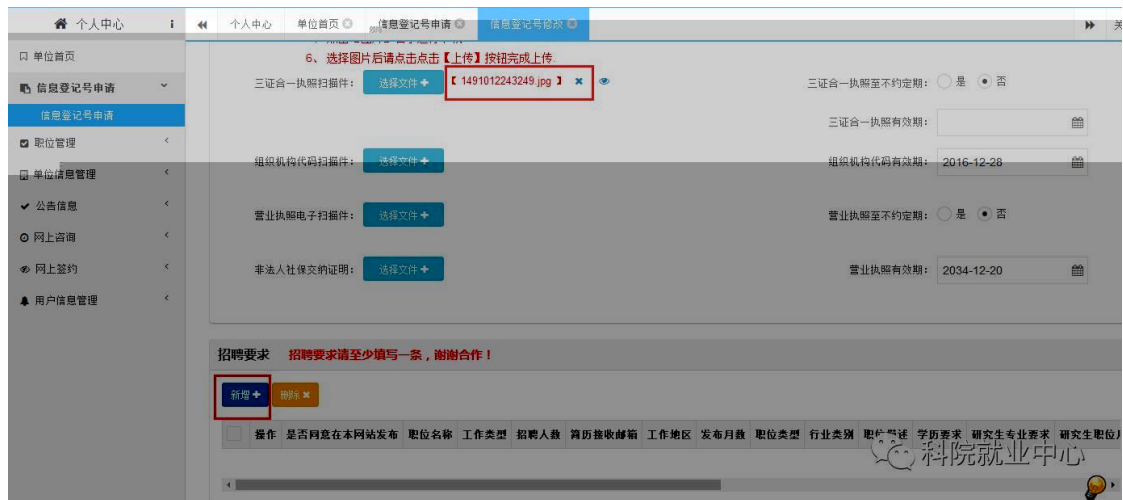 个人中心 i 个人中心 单位首页 信息登记号申请 信息登记号修改 关
单位首页
信息登记号申请
信息登记号申请
职位管理
单位信息管理
公告信息
网上咨询
网上签约
用户信息管理
6、 选择图片后请点击点击【上传】按钮完成上传.
三证合一执照扫描件: 选择文件 【 1491012243249.jpg 】 三证合一执照至不约定期: 是 否
三证合一执照有效期:
组织机构代码扫描件: 选择文件 组织机构代码有效期: 2016-12-28
营业执照电子扫描件: 选择文件 营业执照至不约定期: 是 否
非法人社保交纳证明: 选择文件 营业执照有效期: 2034-12-20
招聘要求 招聘要求请至少填写一条,谢谢合作!
新增 删除
操作 是否同意在本网站发布 职位名称 工作类型 招聘人数 简历接收邮箱 工作地区 发布月数 职位类型 行业类别 职位描述 学历要求 研究生专业要求 研究生职位月
科院就业中心